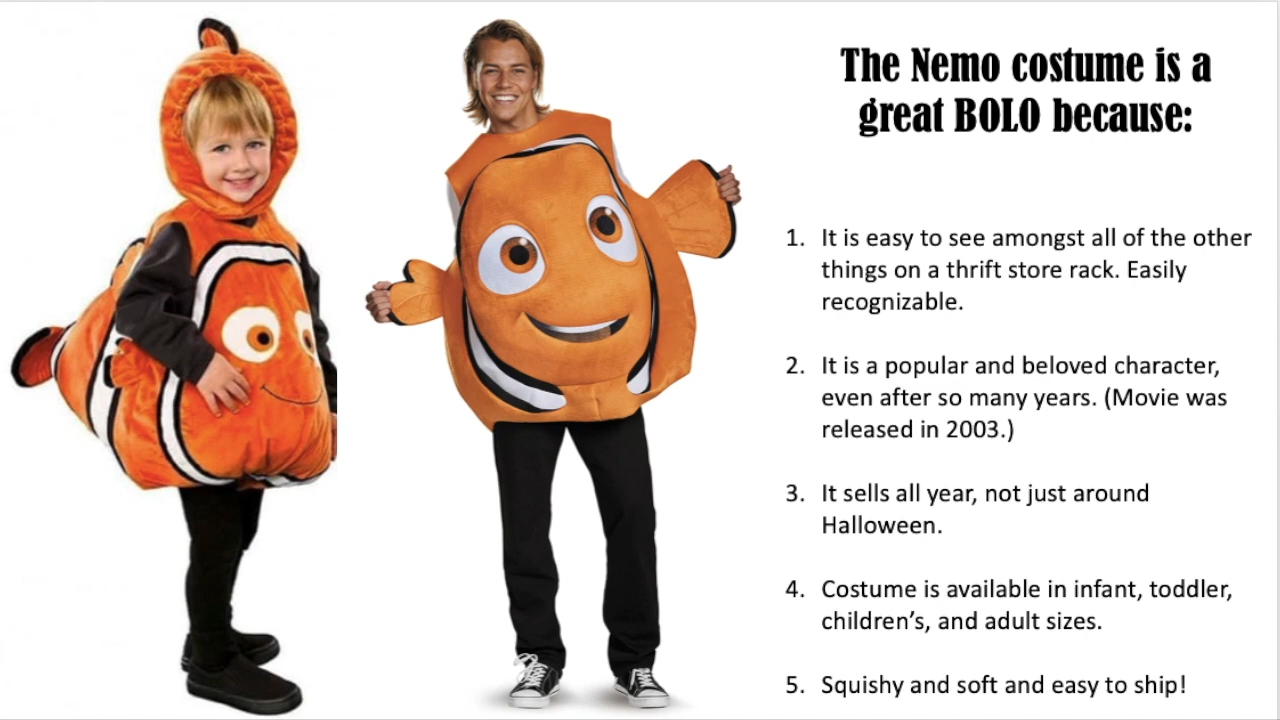 The Nemo costume is a
great BOLO because:
1. It is easy to see amongst all of the other
things on a thrift store rack. Easily
recognizable.
2. It is a popular and beloved character,
even after so many years. (Movie was
released in 2003.)
3. It sells all year, not just around
Halloween.
4. Costume is available in infant, toddler,
children’s, and adult sizes.
5. Squishy and soft and easy to ship!